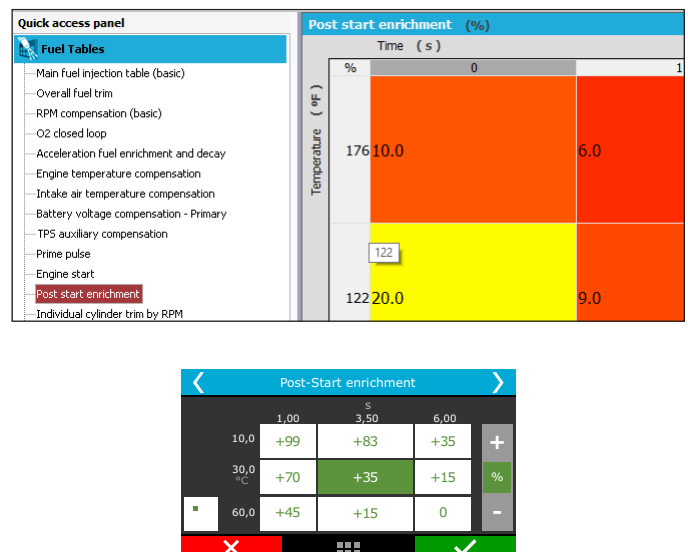 Quick access panel
Fuel Tables
Main fuel injection table (basic)
Overall fuel trim
RPM compensation (basic)
O2 closed loop
Acceleration fuel enrichment and decay
Engine temperature compensation
Intake air temperature compensation
Battery voltage compensation - Primary
TPS auxiliary compensation
Prime pulse
Engine start
Post start enrichment
Individual cylinder trim by RPM
Post start enrichment (%)
Time (s)
% 0 1
Temperature (ºF)
176 10.0 6.0
122
122 20.0 9.0
Post-Start enrichment
s
1,00 3,50 6,00
10,0 +99 +83 +35 +
30,0 +70 +35 +15 %
°C
60,0 +45 +15 0 -